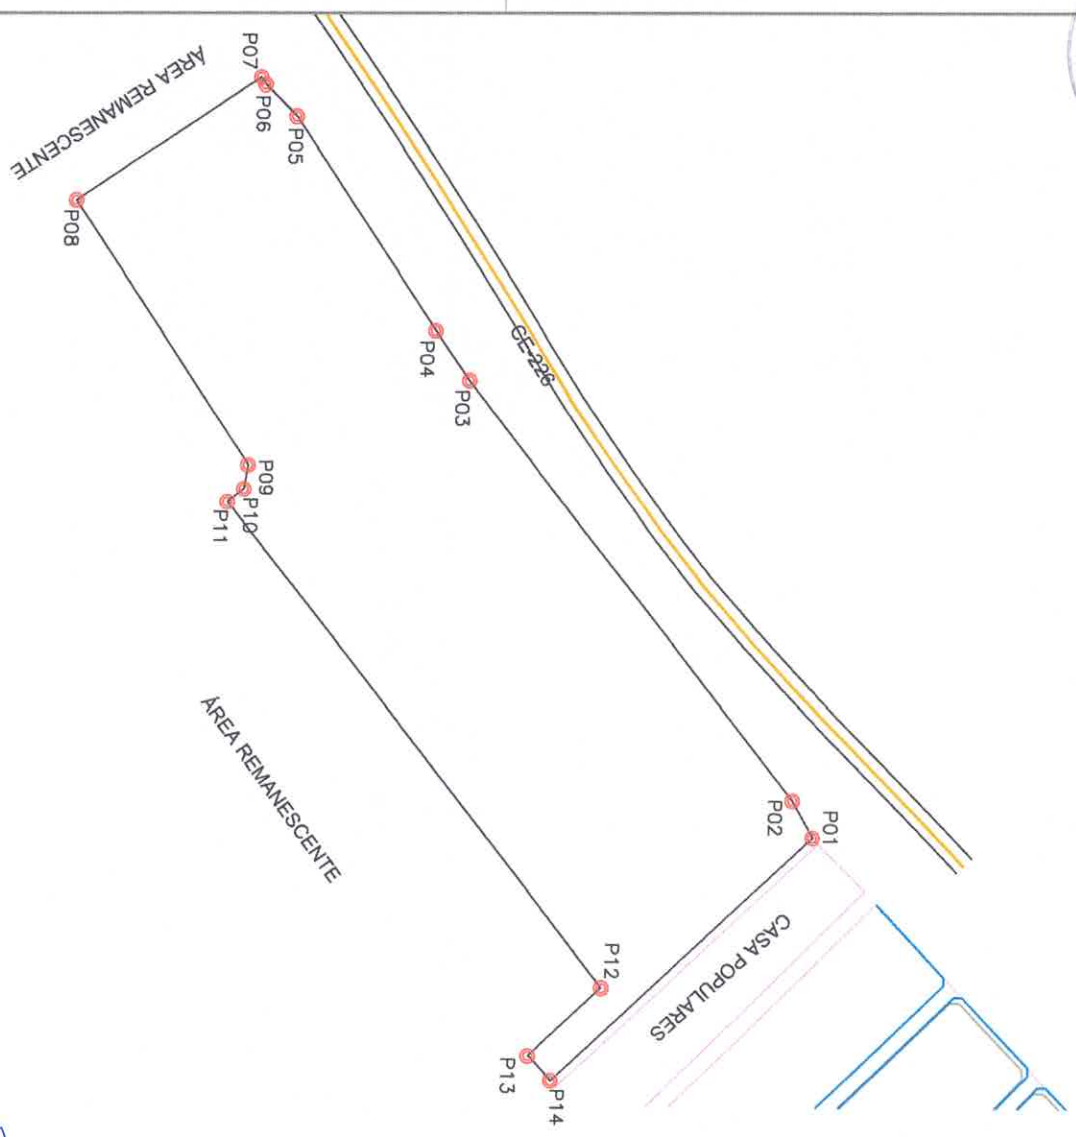 P07
P06
P05
ÁREA REMANESCENTE
P08
P04
P03
CE-226
P09
P10
P11
P02
P01
ÁREA REMANESCENTE
CASA POPULARES
P12
P13
P14